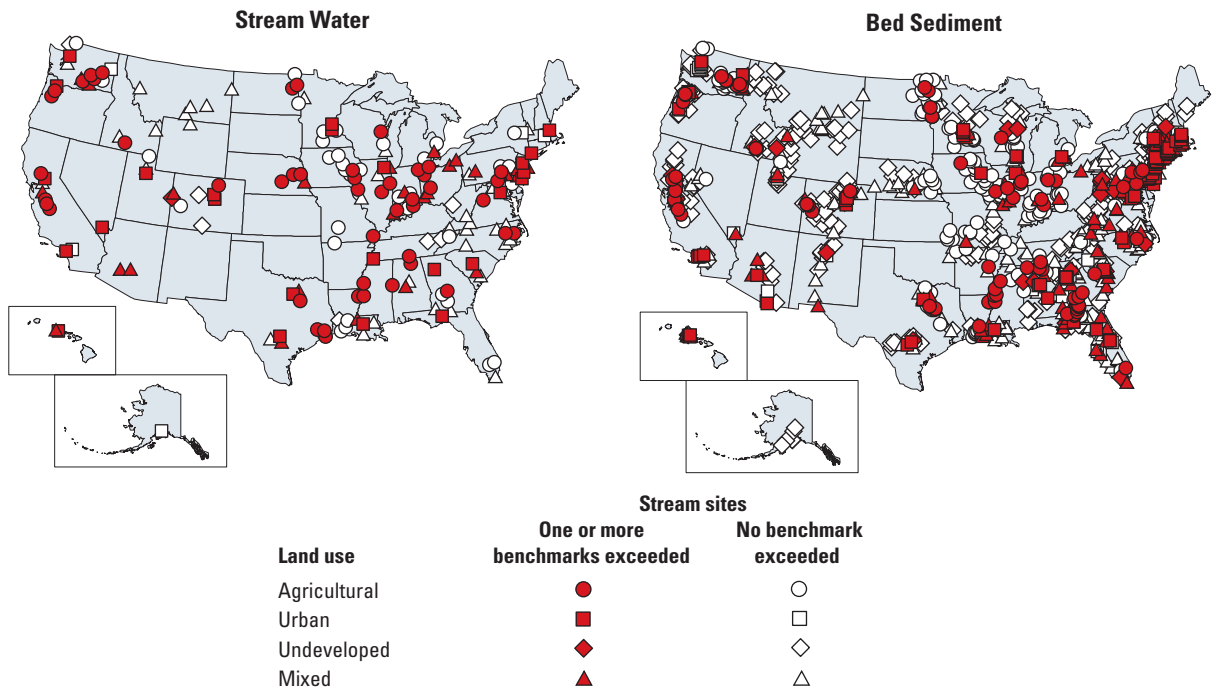 Stream Water
Bed Sediment
Stream sites
One or more
benchmarks exceeded
No benchmark
exceeded
Land use
Agricultural
Urban
Undeveloped
Mixed